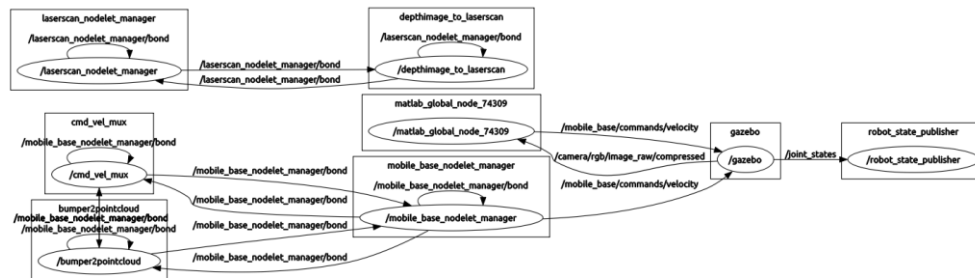 laserscan_nodelet_manager
/laserscan_nodelet_manager/bond
/laserscan_nodelet_manager
/laserscan_nodelet_manager/bond
/laserscan_nodelet_manager/bond
depthimage_to_laserscan
/laserscan_nodelet_manager/bond
/depthimage_to_laserscan
cmd_vel_mux
/mobile_base_nodelet_manager/bond
/cmd_vel_mux
/mobile_base_nodelet_manager/bond
/mobile_base_nodelet_manager/bond
bumper2pointcloud
/mobile_base_nodelet_manager/bond
/mobile_base_nodelet_manager/bond
/bumper2pointcloud
/mobile_base_nodelet_manager/bond
/mobile_base_nodelet_manager/bond
matlab_global_node_74309
/matlab_global_node_74309
mobile_base_nodelet_manager
/mobile_base_nodelet_manager/bond
/mobile_base_nodelet_manager
/mobile_base/commands/velocity
/camera/rgb/image_raw/compressed
/mobile_base/commands/velocity
gazebo
/gazebo
/joint_states
robot_state_publisher
/robot_state_publisher